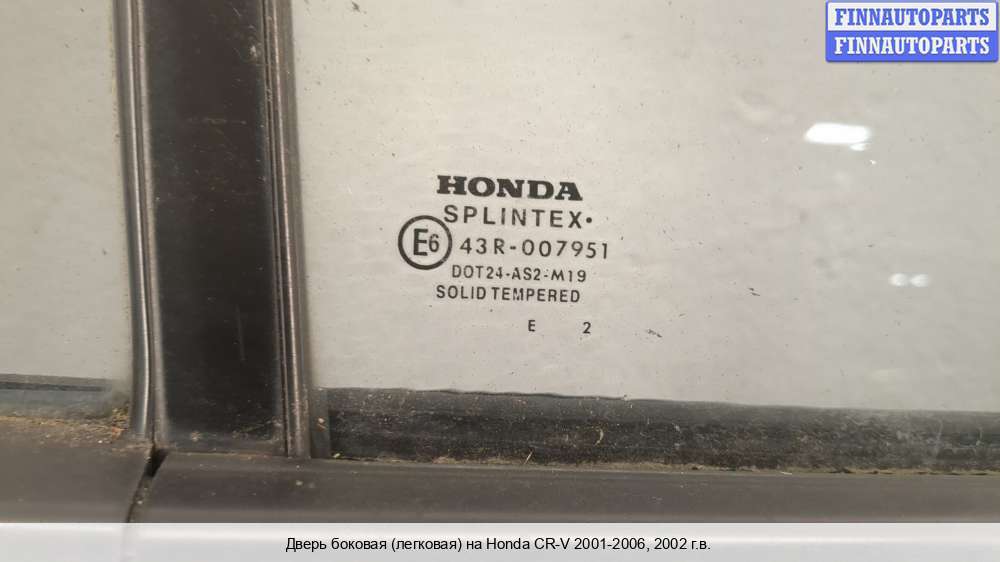 FINNAUTOPARTS
FINNAUTOPARTS
HONDA
SPLINTEX•
E6 43R-007951
DOT24-AS2-M19
SOLID TEMPERED
E 2
Дверь боковая (легковая) на Honda CR-V 2001-2006, 2002 г.в.